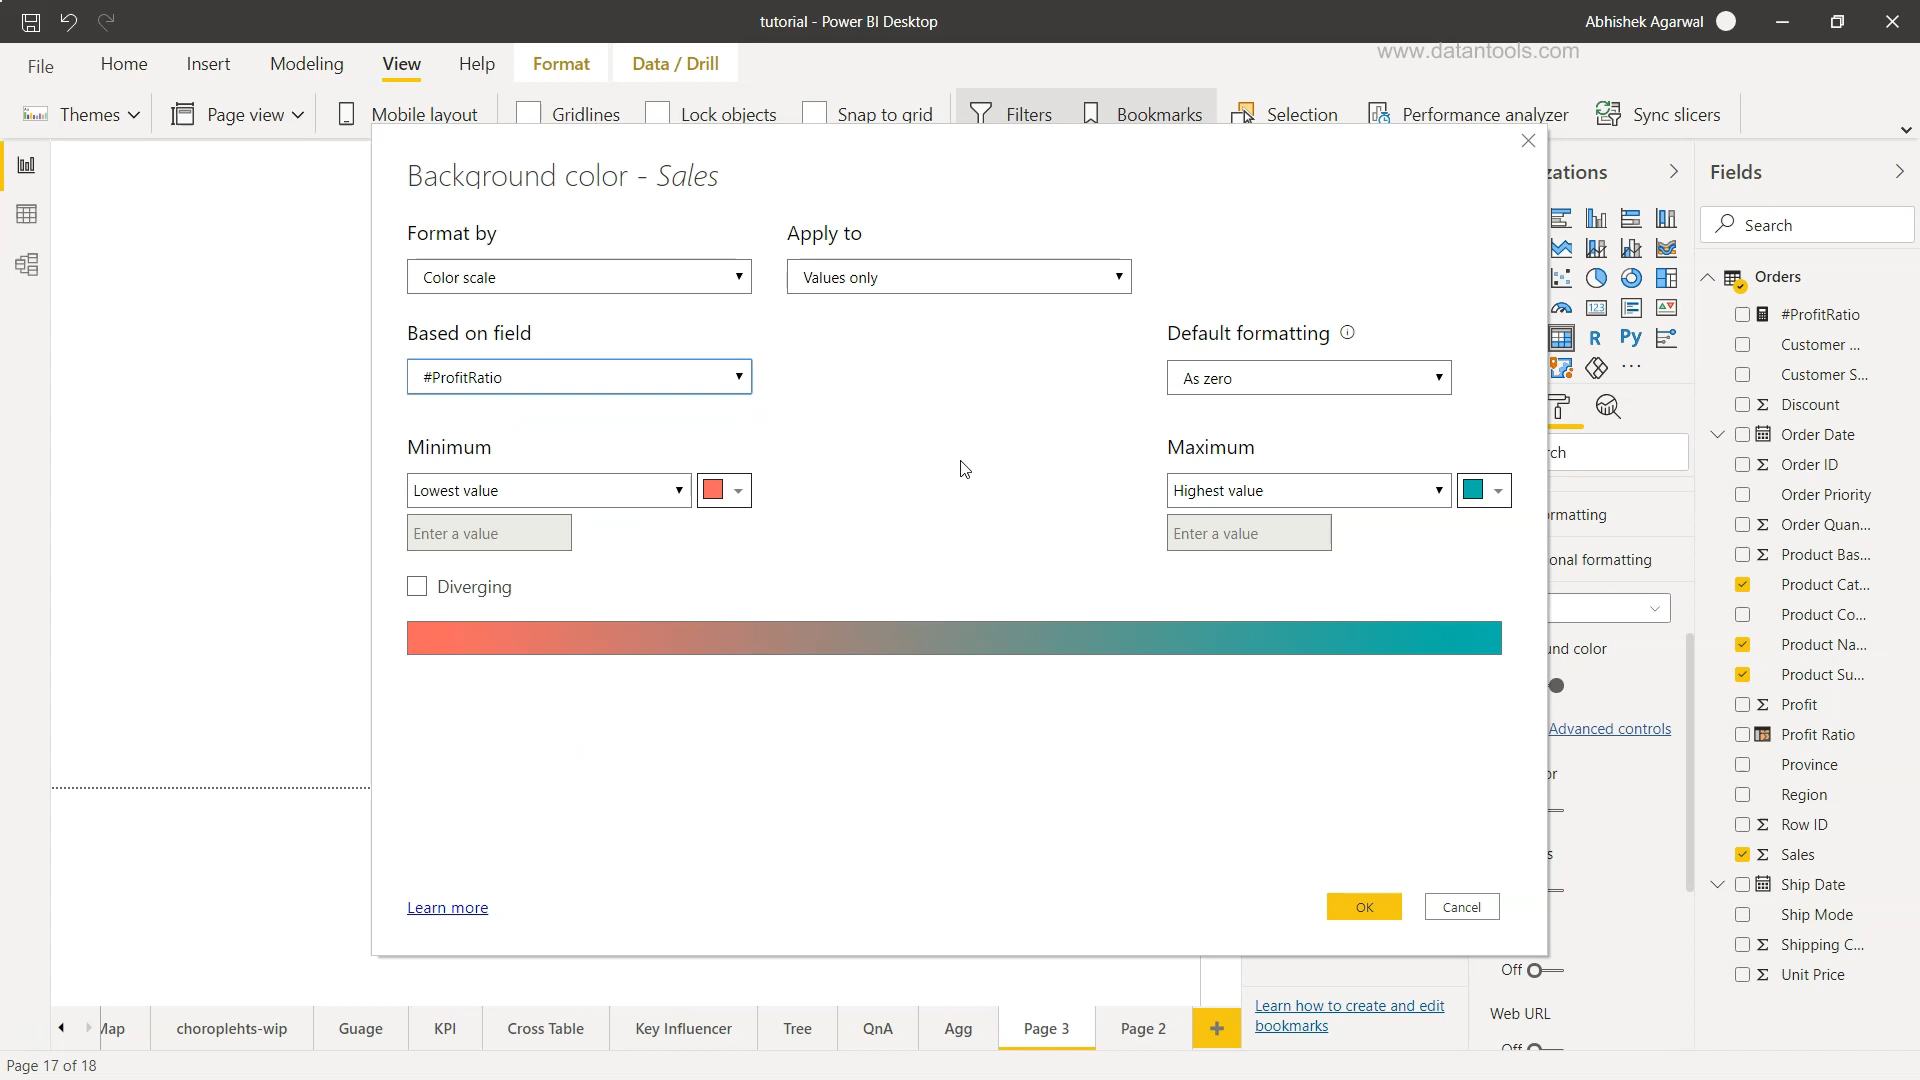 tutorial - Power BI Desktop
Abhishek Agarwal
www.datantools.com
File
Home
Insert
Modeling
View
Help
Format
Data / Drill
Themes
Page view
Mobile layout
Gridlines
Lock objects
Snap to grid
Filters
Bookmarks
Selection
Performance analyzer
Sync slicers
Background color - Sales
Format by
Apply to
Color scale
Values only
Based on field
Default formatting
#ProfitRatio
As zero
Minimum
Maximum
Lowest value
Highest value
Enter a value
Enter a value
Diverging
Learn more
OK
Cancel
zations
123
R
Py
...
rch
rmatting
onal formatting
und color
Advanced controls
or
s
Off
Web URL
Off
Fields
Search
Orders
#ProfitRatio
Customer ...
Customer S...
Discount
Order Date
Order ID
Order Priority
Order Quan...
Product Bas...
Product Cat...
Product Co...
Product Na...
Product Su...
Profit
Profit Ratio
Province
Region
Row ID
Sales
Ship Date
Ship Mode
Shipping C...
Unit Price
Learn how to create and edit
bookmarks
Map
choroplehts-wip
Guage
KPI
Cross Table
Key Influencer
Tree
QnA
Agg
Page 3
Page 2
+
Page 17 of 18